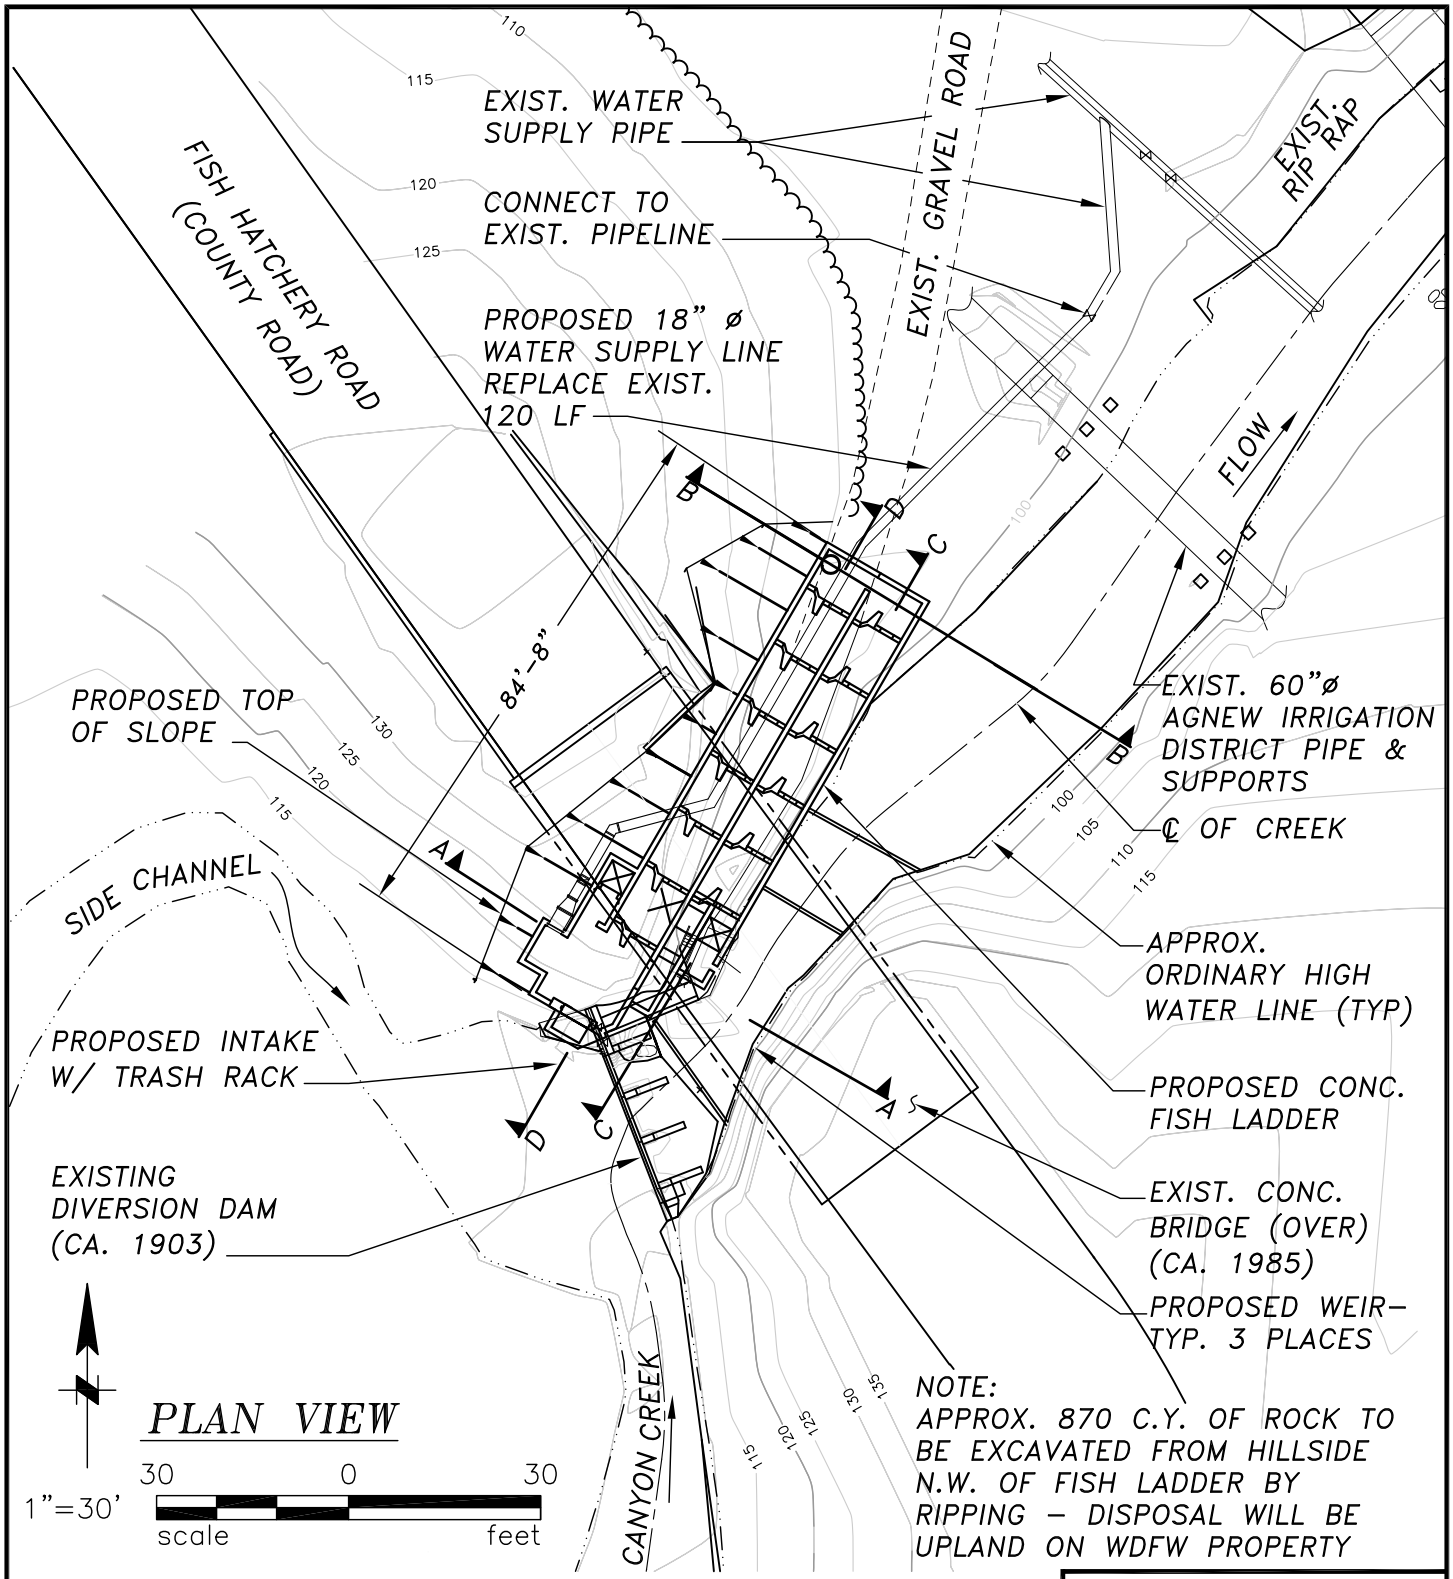 110
115
120
125
EXIST. WATER
SUPPLY PIPE
CONNECT TO
EXIST. PIPELINE
PROPOSED 18" ø
WATER SUPPLY LINE
REPLACE EXIST.
120 LF
FISH HATCHERY ROAD
(COUNTY ROAD)
EXIST. GRAVEL ROAD
EXIST.
RIP RAP
FLOW
100
B
D
C
84'-8"
PROPOSED TOP
OF SLOPE
130
125
120
115
SIDE CHANNEL
A
EXIST. 60"ø
AGNEW IRRIGATION
DISTRICT PIPE &
SUPPORTS
B
℄ OF CREEK
100
105
110
115
APPROX.
ORDINARY HIGH
WATER LINE (TYP)
PROPOSED INTAKE
W/ TRASH RACK
D
C
A
PROPOSED CONC.
FISH LADDER
EXISTING
DIVERSION DAM
(CA. 1903)
EXIST. CONC.
BRIDGE (OVER)
(CA. 1985)
PROPOSED WEIR-
TYP. 3 PLACES
CANYON CREEK
115
120
125
130
135
NOTE:
APPROX. 870 C.Y. OF ROCK TO
BE EXCAVATED FROM HILLSIDE
N.W. OF FISH LADDER BY
RIPPING - DISPOSAL WILL BE
UPLAND ON WDFW PROPERTY
N
PLAN VIEW
30 0 30
1"=30'
scale feet